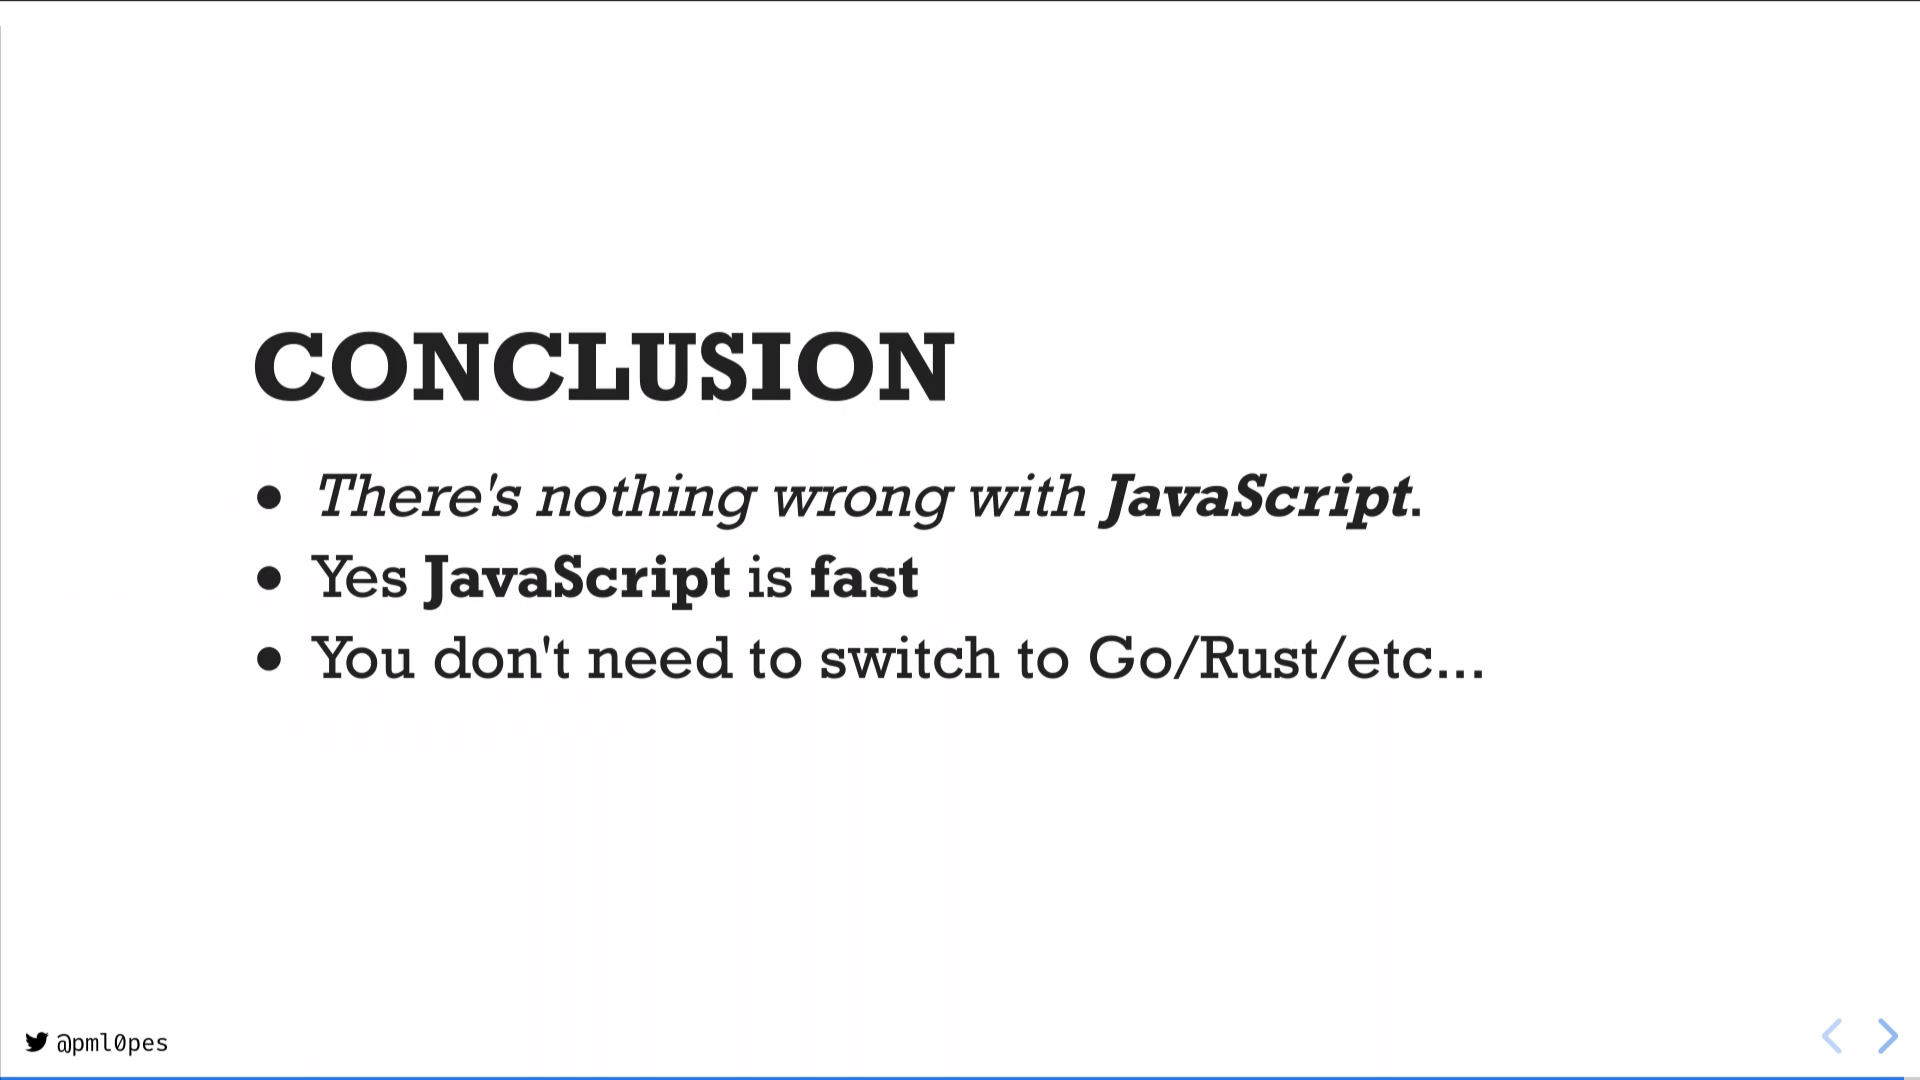 CONCLUSION
• There's nothing wrong with JavaScript.
• Yes JavaScript is fast
• You don't need to switch to Go/Rust/etc...
@pml0pes